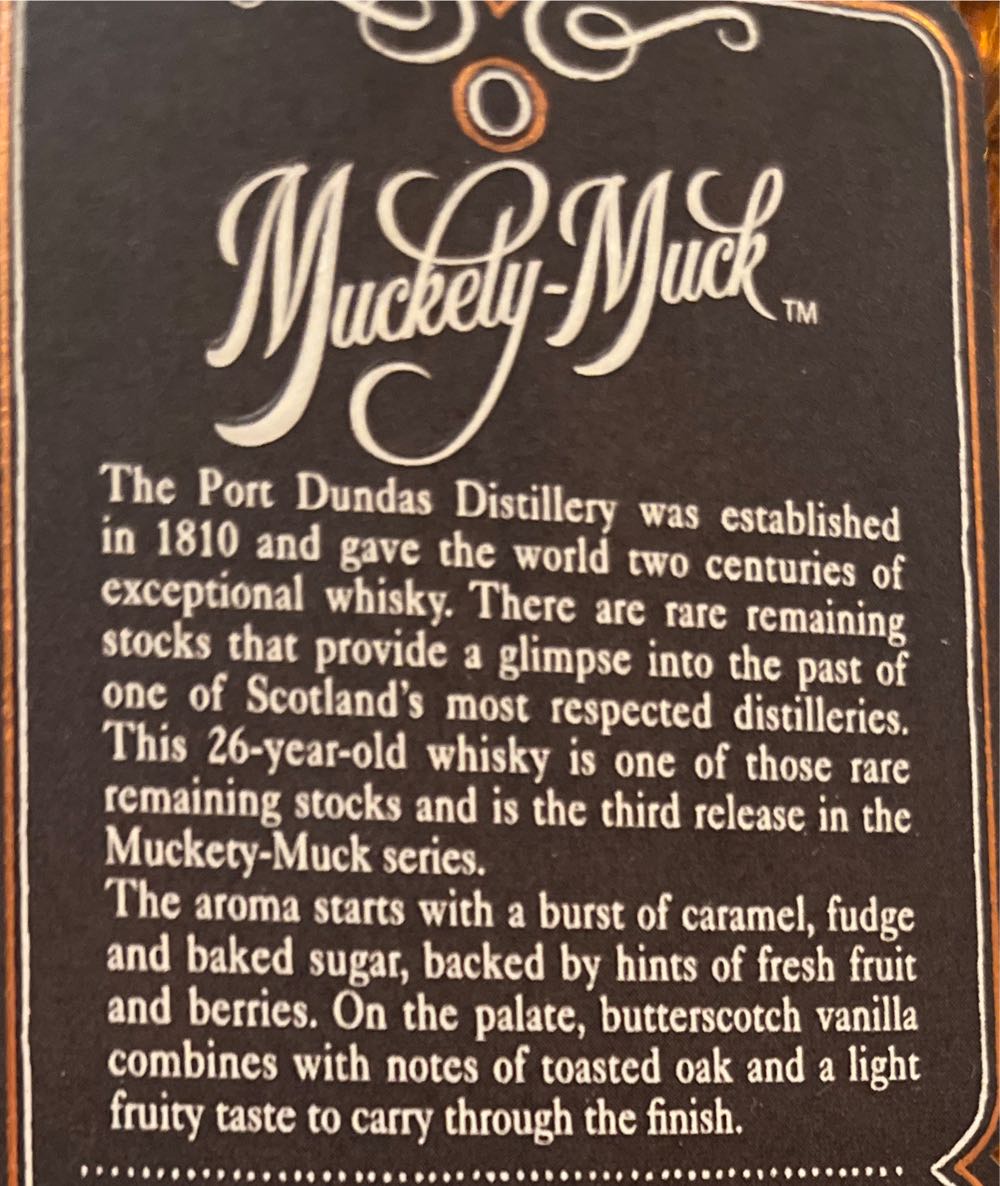 Muckety-Muck™
The Port Dundas Distillery was established
in 1810 and gave the world two centuries of
exceptional whisky. There are rare remaining
stocks that provide a glimpse into the past of
one of Scotland's most respected distilleries.
This 26-year-old whisky is one of those rare
remaining stocks and is the third release in the
Muckety-Muck series.
The aroma starts with a burst of caramel, fudge
and baked sugar, backed by hints of fresh fruit
and berries. On the palate, butterscotch vanilla
combines with notes of toasted oak and a light
fruity taste to carry through the finish.